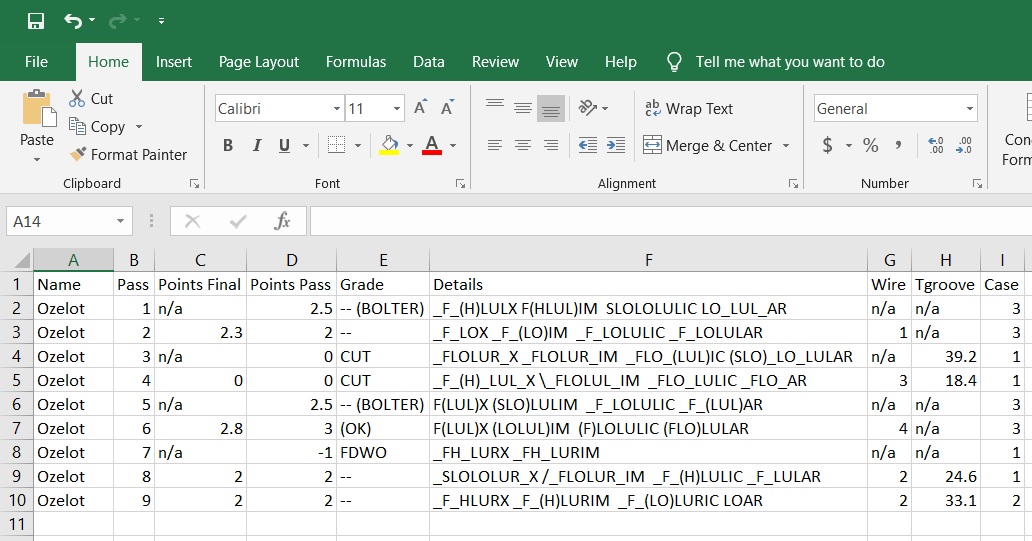 File Home Insert Page Layout Formulas Data Review View Help Tell me what you want to do
Cut
Calibri 11 A A ab Wrap Text General
Copy
Paste Con
Format Painter B I U A Merge & Center $ % , .00 .00 Form
Clipboard Font Alignment Number
A14 fx
A B C D E F G H I
1 Name Pass Points Final Points Pass Grade Details Wire Tgroove Case
2 Ozelot 1 n/a 2.5 -- (BOLTER) _F_(H)LULX F(HLUL)IM SLOLOLULIC LO_LUL_AR n/a n/a 3
3 Ozelot 2 2.3 2 -- _F_LOX _F_(LO)IM _F_LOLULIC _F_LOLULAR 1 n/a 3
4 Ozelot 3 n/a 0 CUT _FLOLUR_X _FLOLUR_IM _FLO_(LUL)IC (SLO)_LO_LULAR n/a 39.2 1
5 Ozelot 4 0 0 CUT _F_(H)_LUL_X \_FLOLUL_IM _FLO_LULIC _FLO_AR 3 18.4 1
6 Ozelot 5 n/a 2.5 -- (BOLTER) F(LUL)X (SLO)LULIM _F_LOLULIC _F_(LUL)AR n/a n/a 3
7 Ozelot 6 2.8 3 (OK) F(LUL)X (LOLUL)IM (F)LOLULIC (FLO)LULAR 4 n/a 3
8 Ozelot 7 n/a -1 FDWO _FH_LURX _FH_LURIM n/a n/a 1
9 Ozelot 8 2 2 -- _SLOLOLUR_X /_FLOLUR_IM _F_(H)LULIC _F_LULAR 2 24.6 1
10 Ozelot 9 2 2 -- _F_HLURX _F_(H)LURIM _F_(LO)LURIC LOAR 2 33.1 2
11